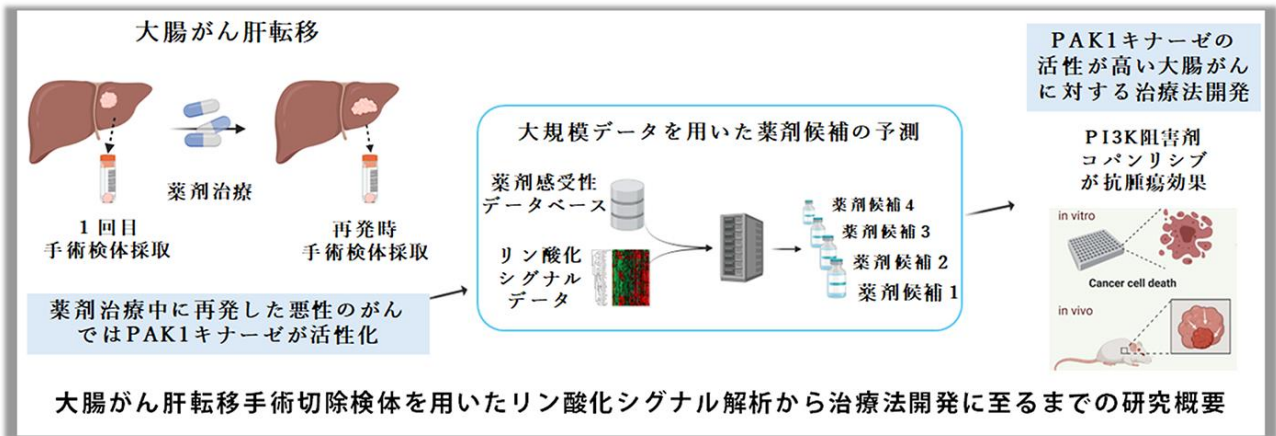 大腸がん肝転移
薬剤治療
1回目
手術検体採取
再発時
手術検体採取
薬剤治療中に再発した悪性のがん
ではPAK1キナーゼが活性化
大規模データを用いた薬剤候補の予測
薬剤感受性
データベース
リン酸化
シグナル
データ
薬剤候補4
薬剤候補3
薬剤候補2
薬剤候補1
PAK1キナーゼの
活性が高い大腸がん
に対する治療法開発
PI3K阻害剤
コパンリシブ
が抗腫瘍効果
in vitro
Cancer cell death
in vivo
大腸がん肝転移手術切除検体を用いたリン酸化シグナル解析から治療法開発に至るまでの研究概要